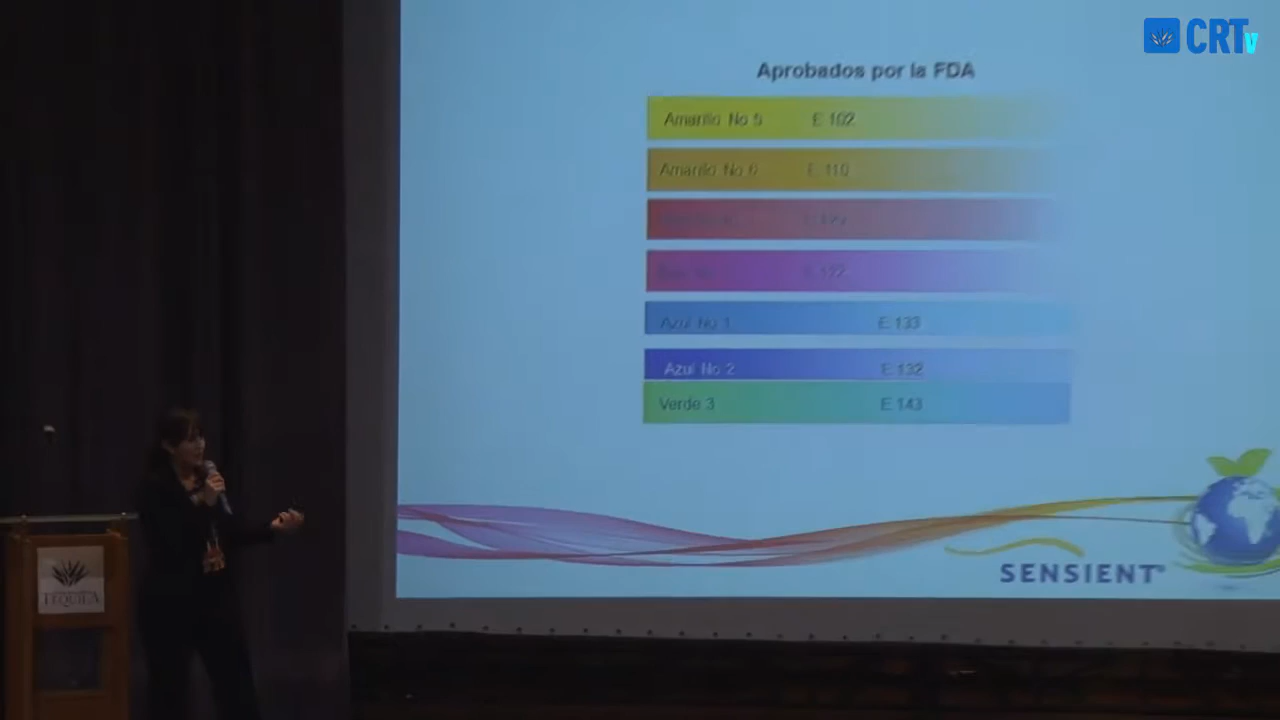 CRTV
Aprobados por la FDA
Amarillo No 5 E 102
Amarillo No 6 E 110
Azul No 1 E 133
Azul No 2 E 132
Verde 3 E 143
SENSIENT®
TEQUILA